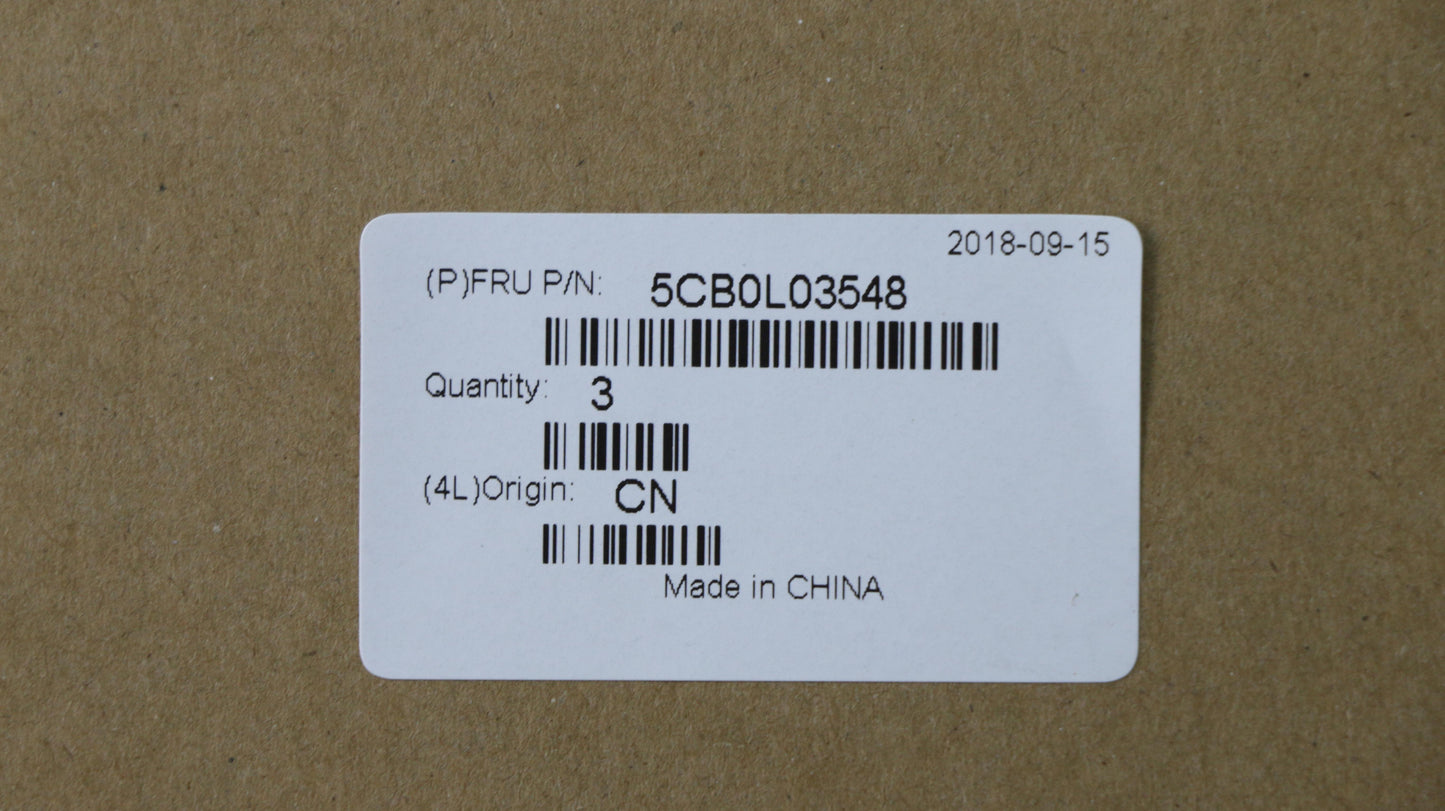 2018-09-15
(P)FRU P/N: 5CB0L03548
Quantity: 3
(4L)Origin: CN
Made in CHINA